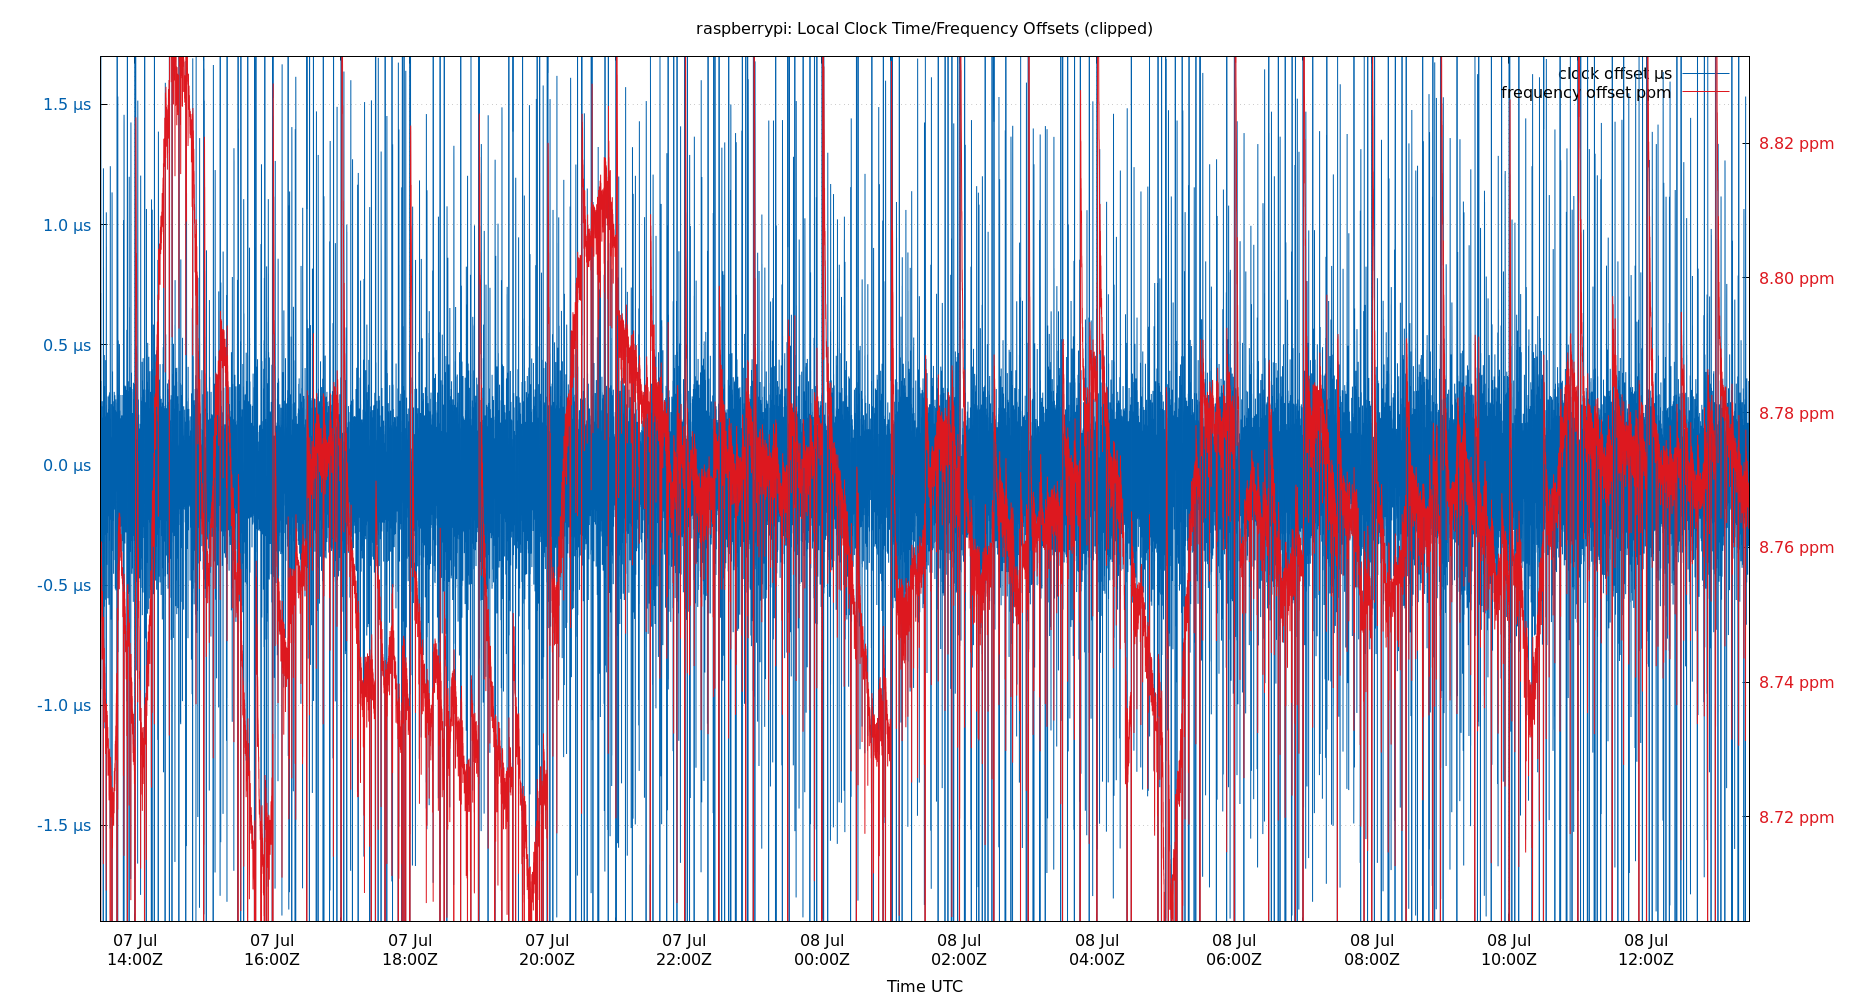 raspberrypi: Local Clock Time/Frequency Offsets (clipped)
clock offset µs
frequency offset ppm
1.5 µs
1.0 µs
0.5 µs
0.0 µs
-0.5 µs
-1.0 µs
-1.5 µs
8.82 ppm
8.80 ppm
8.78 ppm
8.76 ppm
8.74 ppm
8.72 ppm
07 Jul 07 Jul 07 Jul 07 Jul 07 Jul 08 Jul 08 Jul 08 Jul 08 Jul 08 Jul 08 Jul 08 Jul
14:00Z 16:00Z 18:00Z 20:00Z 22:00Z 00:00Z 02:00Z 04:00Z 06:00Z 08:00Z 10:00Z 12:00Z
Time UTC